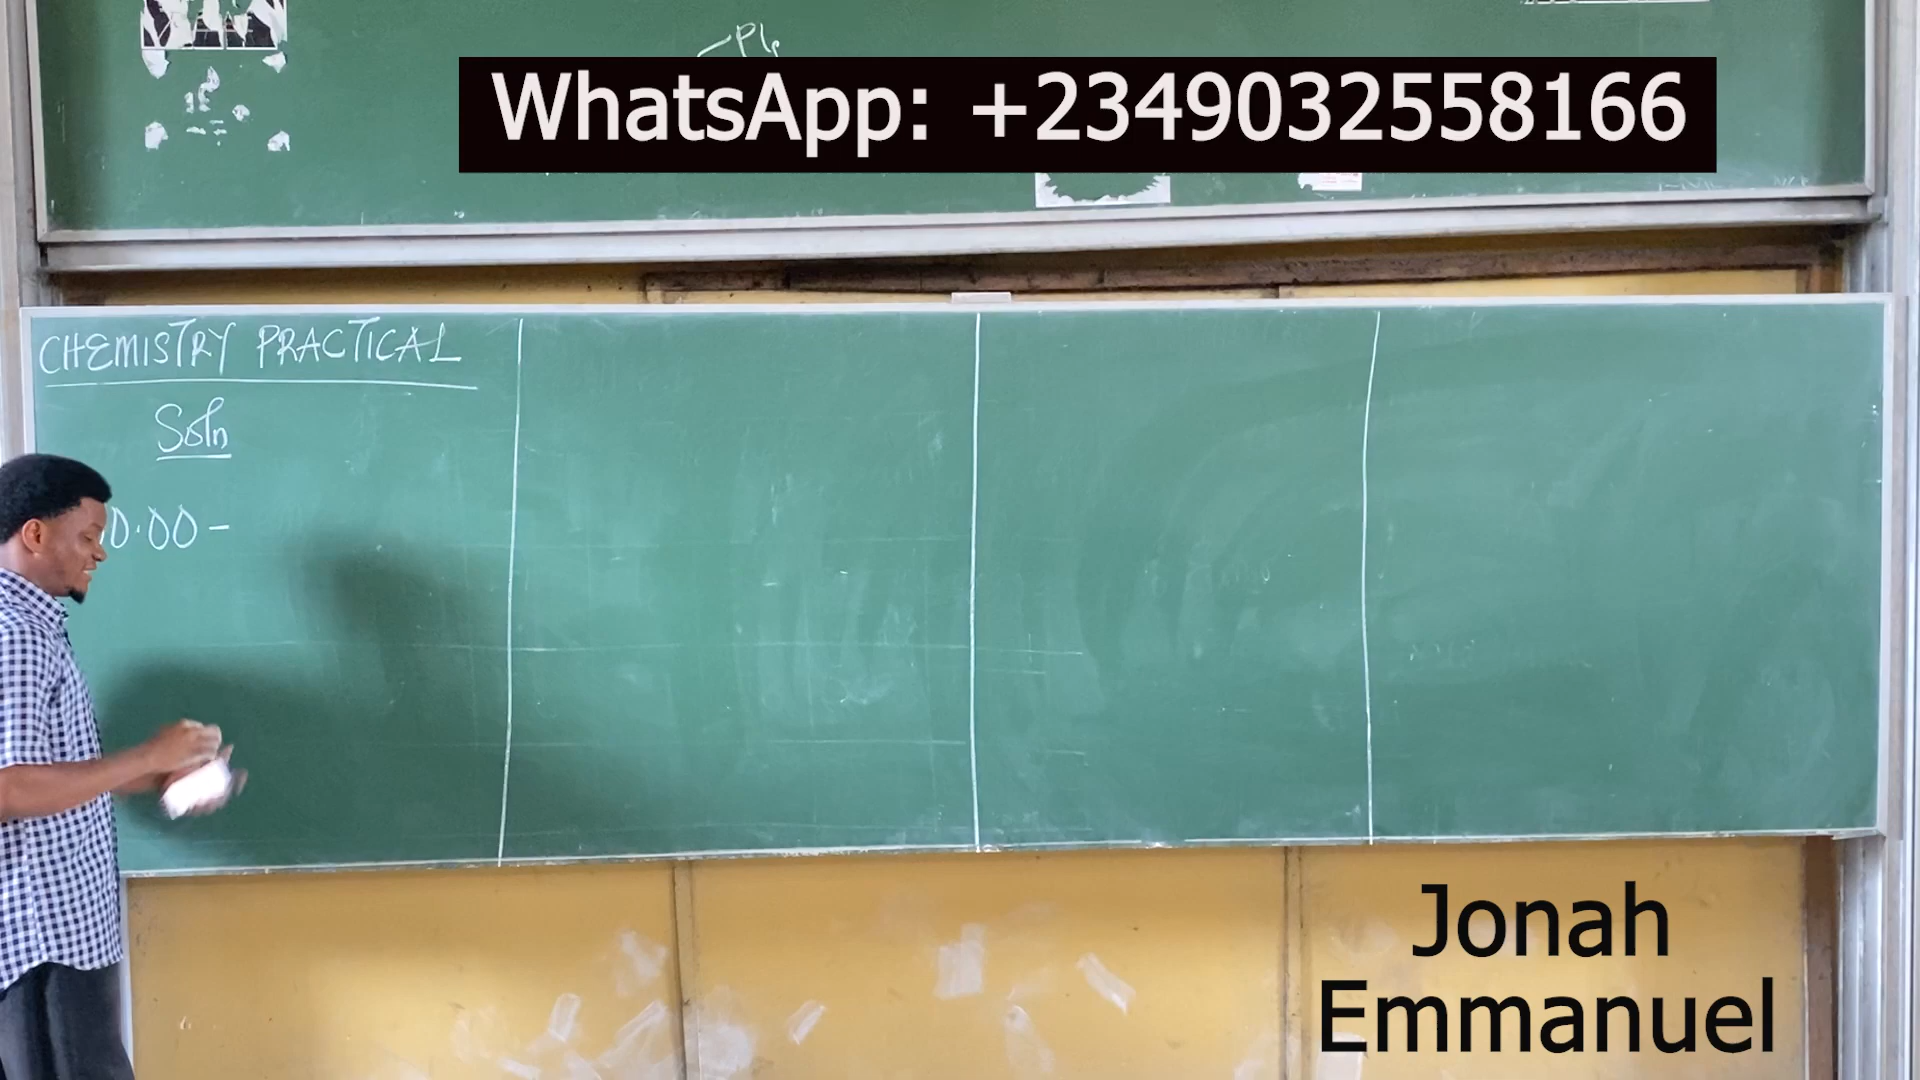 WhatsApp: +2349032558166
CHEMISTRY PRACTICAL
Soln
0.00-
Jonah
Emmanuel